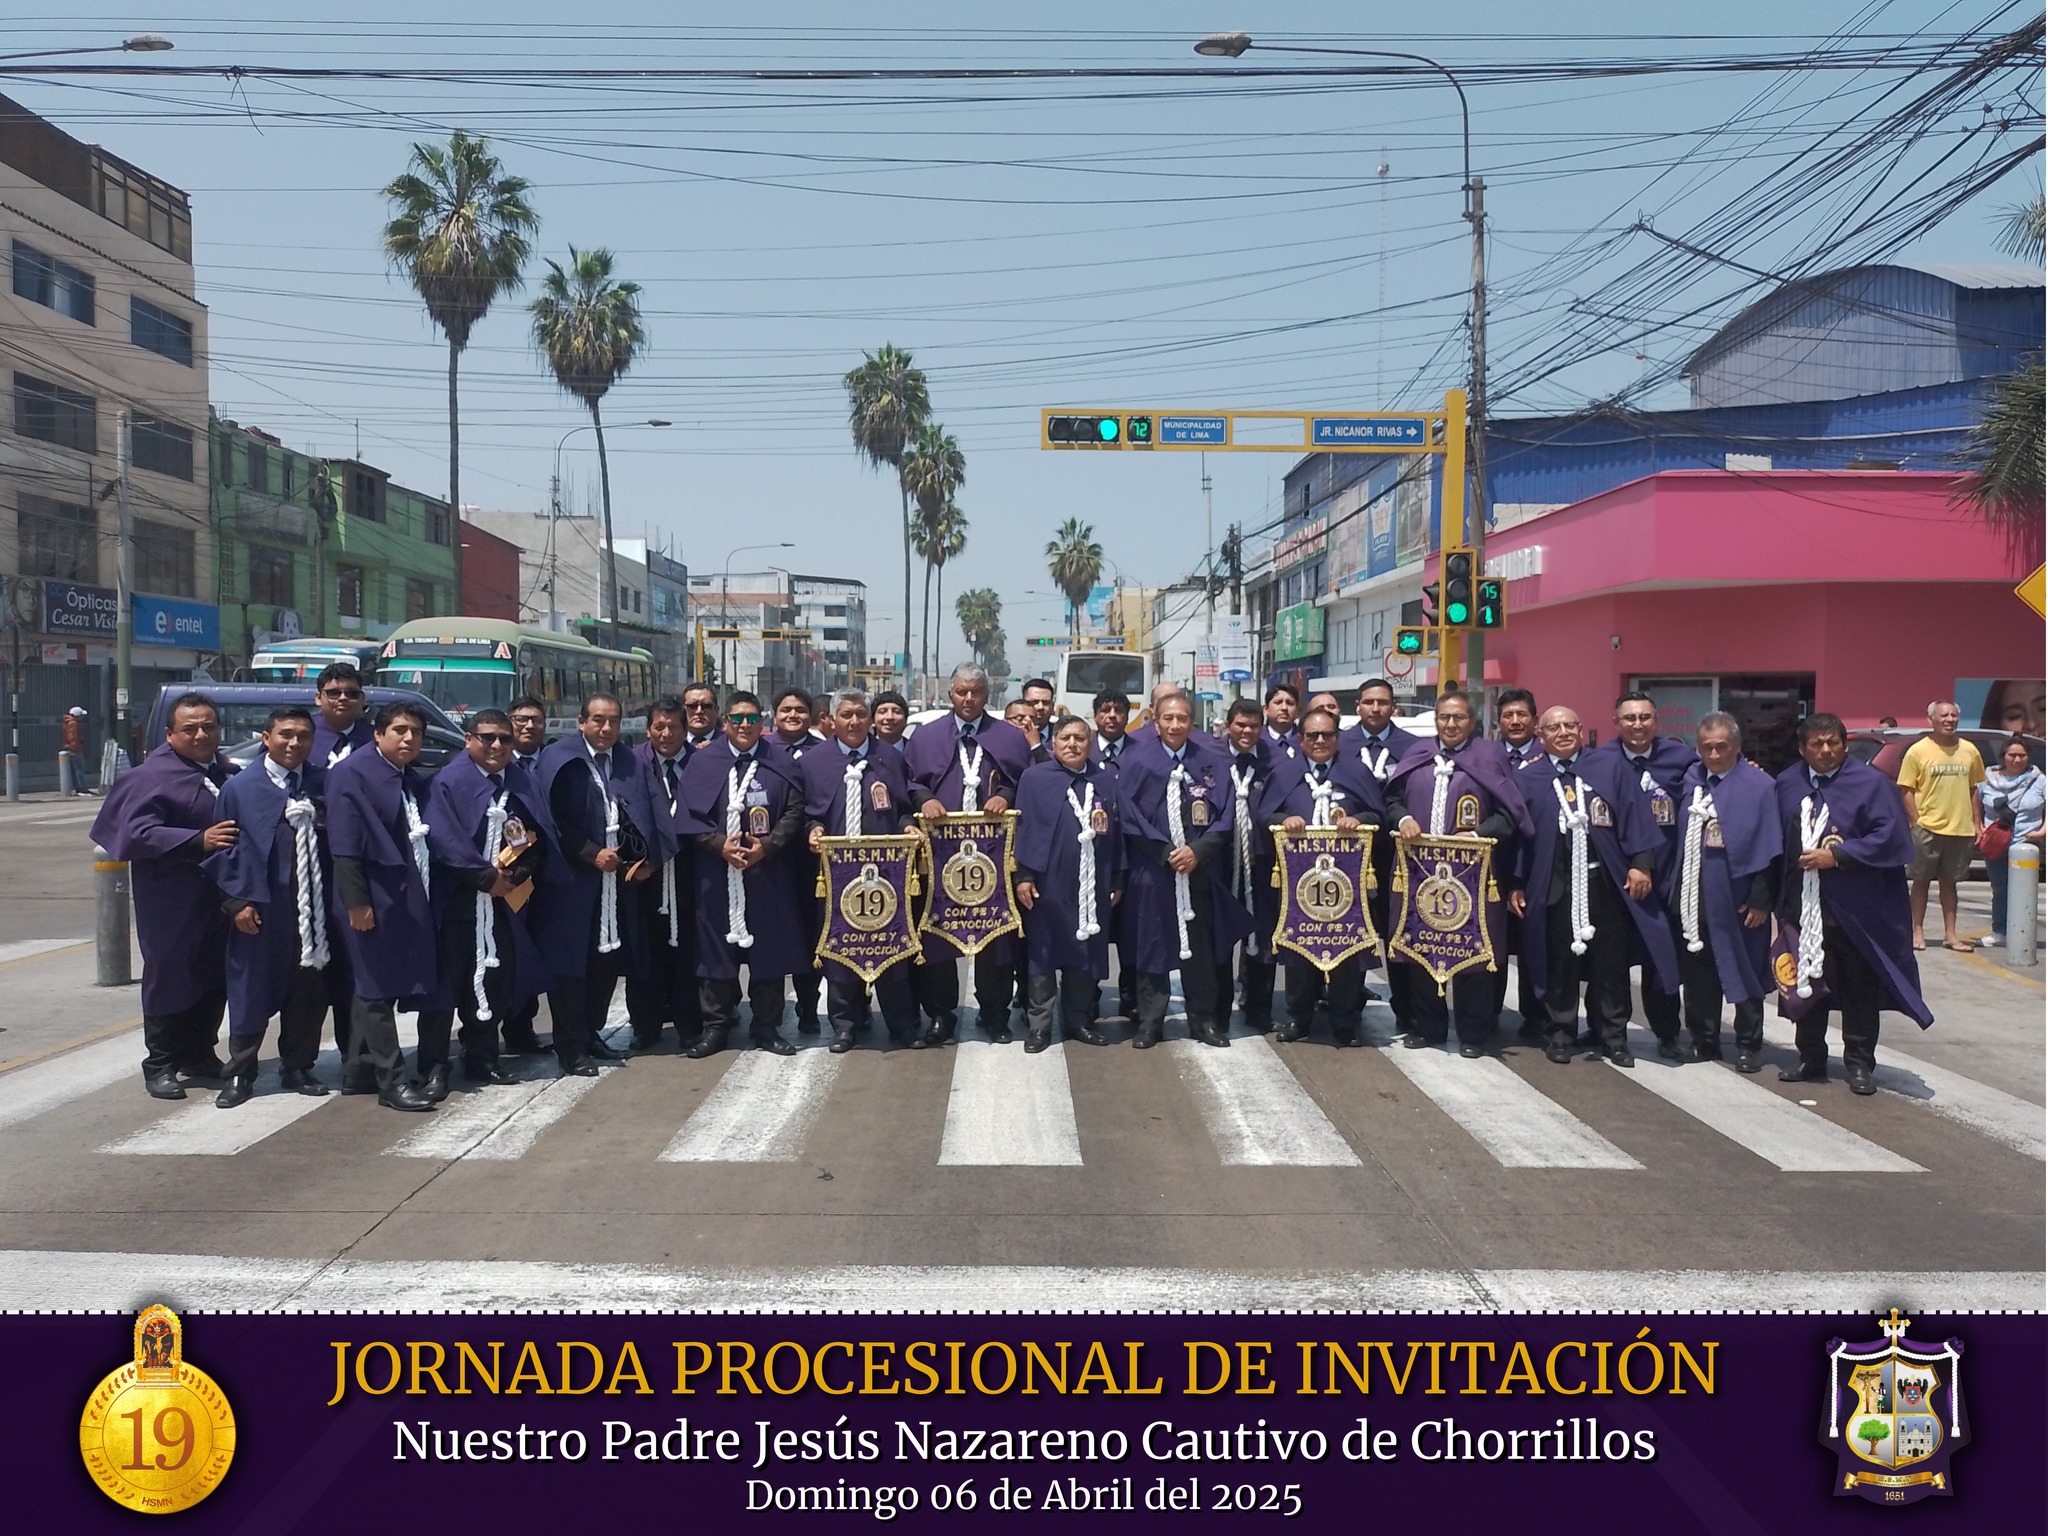 MUNICIPALIDAD
DE LIMA
JR. NICANOR RIVAS
72
75
Ópticas
Cesar Visi
entel
A
A
73A
H.S.M.N.
19
CON FE Y
DEVOCIÓN
H.S.M.N.
19
CON FE Y
DEVOCIÓN
H.S.M.N.
19
CON FE Y
DEVOCIÓN
H.S.M.N.
19
CON FE Y
DEVOCIÓN
JORNADA PROCESIONAL DE INVITACIÓN
Nuestro Padre Jesús Nazareno Cautivo de Chorrillos
Domingo 06 de Abril del 2025
19
HSMN
H.S.M.N
1651